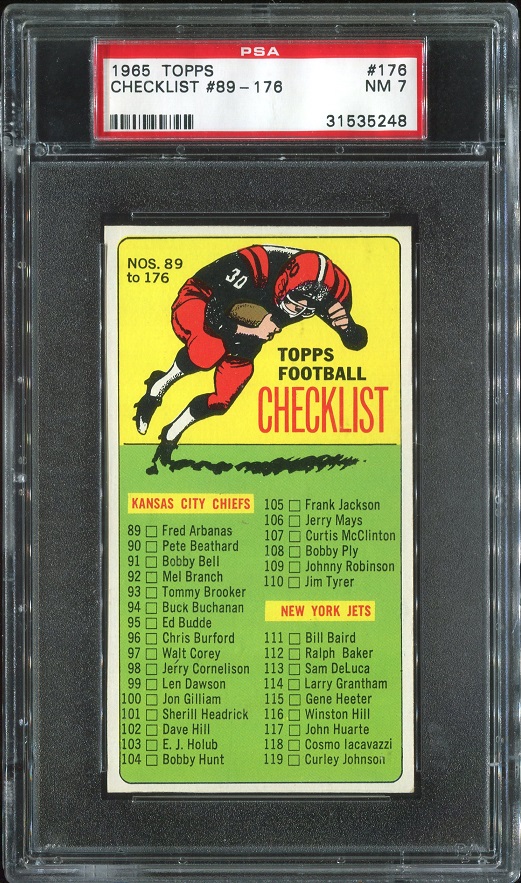 PSA
1965 TOPPS #176
CHECKLIST #89-176 NM 7
31535248
NOS. 89
to 176
30
TOPPS
FOOTBALL
CHECKLIST
KANSAS CITY CHIEFS
89 Fred Arbanas
90 Pete Beathard
91 Bobby Bell
92 Mel Branch
93 Tommy Brooker
94 Buck Buchanan
95 Ed Budde
96 Chris Burford
97 Walt Corey
98 Jerry Cornelison
99 Len Dawson
100 Jon Gilliam
101 Sherill Headrick
102 Dave Hill
103 E. J. Holub
104 Bobby Hunt
105 Frank Jackson
106 Jerry Mays
107 Curtis McClinton
108 Bobby Ply
109 Johnny Robinson
110 Jim Tyrer
NEW YORK JETS
111 Bill Baird
112 Ralph Baker
113 Sam DeLuca
114 Larry Grantham
115 Gene Heeter
116 Winston Hill
117 John Huarte
118 Cosmo Iacavazzi
119 Curley Johnson